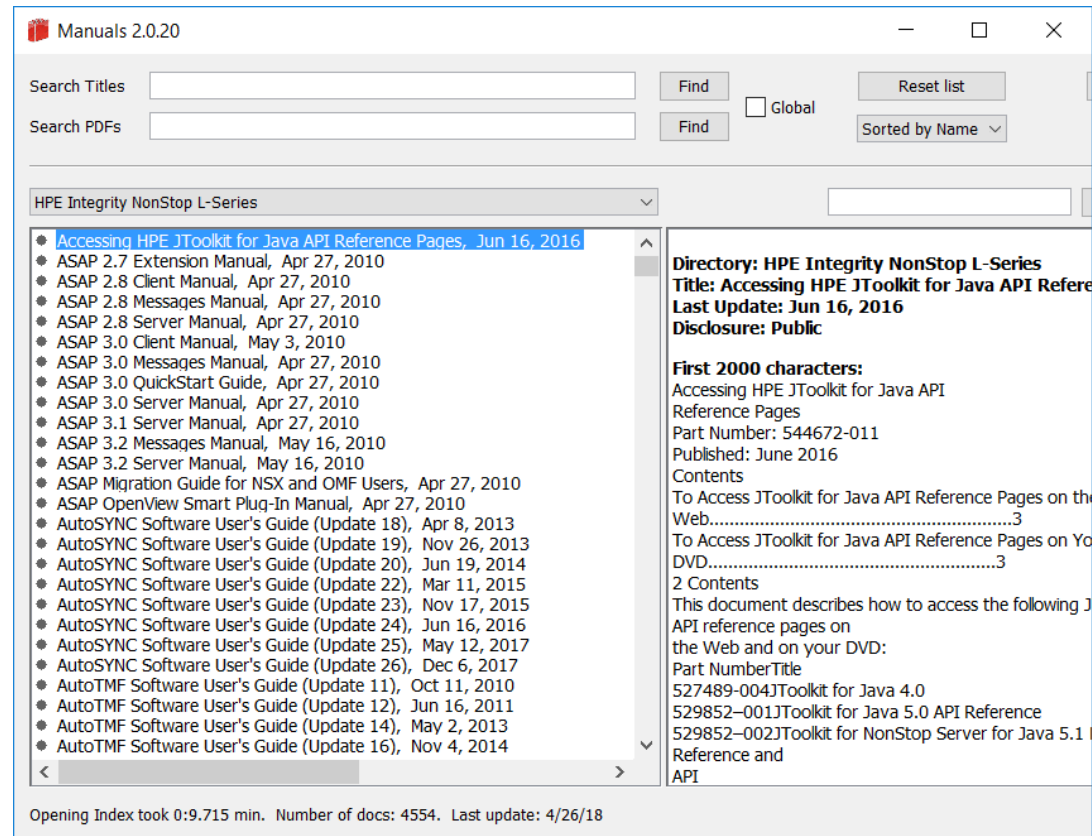 Manuals 2.0.20
Search Titles
Find
Global
Reset list
Search PDFs
Find
Sorted by Name
HPE Integrity NonStop L-Series
Accessing HPE JToolkit for Java API Reference Pages, Jun 16, 2016
ASAP 2.7 Extension Manual, Apr 27, 2010
ASAP 2.8 Client Manual, Apr 27, 2010
ASAP 2.8 Messages Manual, Apr 27, 2010
ASAP 2.8 Server Manual, Apr 27, 2010
ASAP 3.0 Client Manual, May 3, 2010
ASAP 3.0 Messages Manual, Apr 27, 2010
ASAP 3.0 QuickStart Guide, Apr 27, 2010
ASAP 3.0 Server Manual, Apr 27, 2010
ASAP 3.1 Server Manual, Apr 27, 2010
ASAP 3.2 Messages Manual, May 16, 2010
ASAP 3.2 Server Manual, May 16, 2010
ASAP Migration Guide for NSX and OMF Users, Apr 27, 2010
ASAP OpenView Smart Plug-In Manual, Apr 27, 2010
AutoSYNC Software User's Guide (Update 18), Apr 8, 2013
AutoSYNC Software User's Guide (Update 19), Nov 26, 2013
AutoSYNC Software User's Guide (Update 20), Jun 19, 2014
AutoSYNC Software User's Guide (Update 22), Mar 11, 2015
AutoSYNC Software User's Guide (Update 23), Nov 17, 2015
AutoSYNC Software User's Guide (Update 24), Jun 16, 2016
AutoSYNC Software User's Guide (Update 25), May 12, 2017
AutoSYNC Software User's Guide (Update 26), Dec 6, 2017
AutoTMF Software User's Guide (Update 11), Oct 11, 2010
AutoTMF Software User's Guide (Update 12), Jun 16, 2011
AutoTMF Software User's Guide (Update 14), May 2, 2013
AutoTMF Software User's Guide (Update 16), Nov 4, 2014
Directory: HPE Integrity NonStop L-Series
Title: Accessing HPE JToolkit for Java API Refere
Last Update: Jun 16, 2016
Disclosure: Public
First 2000 characters:
Accessing HPE JToolkit for Java API
Reference Pages
Part Number: 544672-011
Published: June 2016
Contents
To Access JToolkit for Java API Reference Pages on the
Web............................................................3
To Access JToolkit for Java API Reference Pages on Yo
DVD.........................................................3
2 Contents
This document describes how to access the following J
API reference pages on
the Web and on your DVD:
Part NumberTitle
527489-004JToolkit for Java 4.0
529852–001JToolkit for Java 5.0 API Reference
529852–002JToolkit for NonStop Server for Java 5.1
Reference and
API
Opening Index took 0:9.715 min. Number of docs: 4554. Last update: 4/26/18